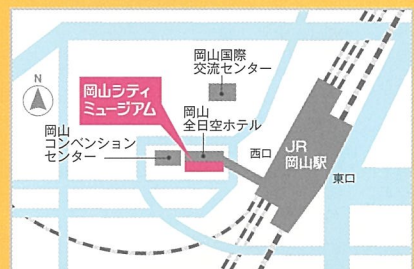 岡山国際
交流センター
N
岡山シティ
ミュージアム
岡山
全日空ホテル
岡山
コンベンション
センター
西口
JR
岡山駅
東口